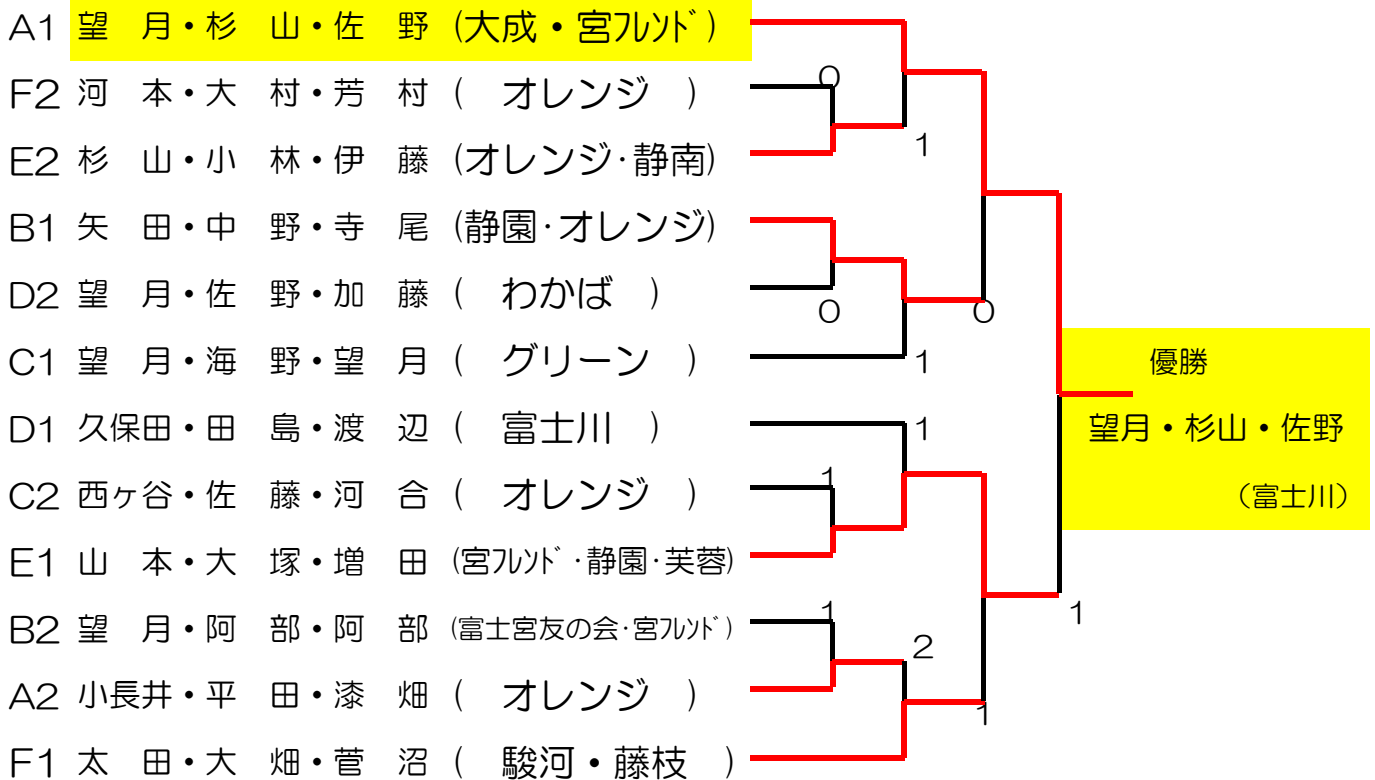 A1 望 月・杉 山・佐 野 (大成・宮ﾌﾚﾝﾄﾞ)
0
F2 河 本・大 村・芳 村 ( オレンジ )
1
E2 杉 山・小 林・伊 藤 (オレンジ・静南)
B1 矢 田・中 野・寺 尾 (静園・オレンジ)
D2 望 月・佐 野・加 藤 ( わかば )
0 0
C1 望 月・海 野・望 月 ( グリーン ) 1
優勝
D1 久保田・田 島・渡 辺 ( 富士川 ) 1
望月・杉山・佐野
1
C2 西ヶ谷・佐 藤・河 合 ( オレンジ )
(富士川)
E1 山 本・大 塚・増 田 (宮ﾌﾚﾝﾄﾞ・静園・芙蓉)
1 1
B2 望 月・阿 部・阿 部 (富士宮友の会・宮ﾌﾚﾝﾄﾞ)
2
A2 小長井・平 田・漆 畑 ( オレンジ )
1
F1 太 田・大 畑・菅 沼 ( 駿河・藤枝 )